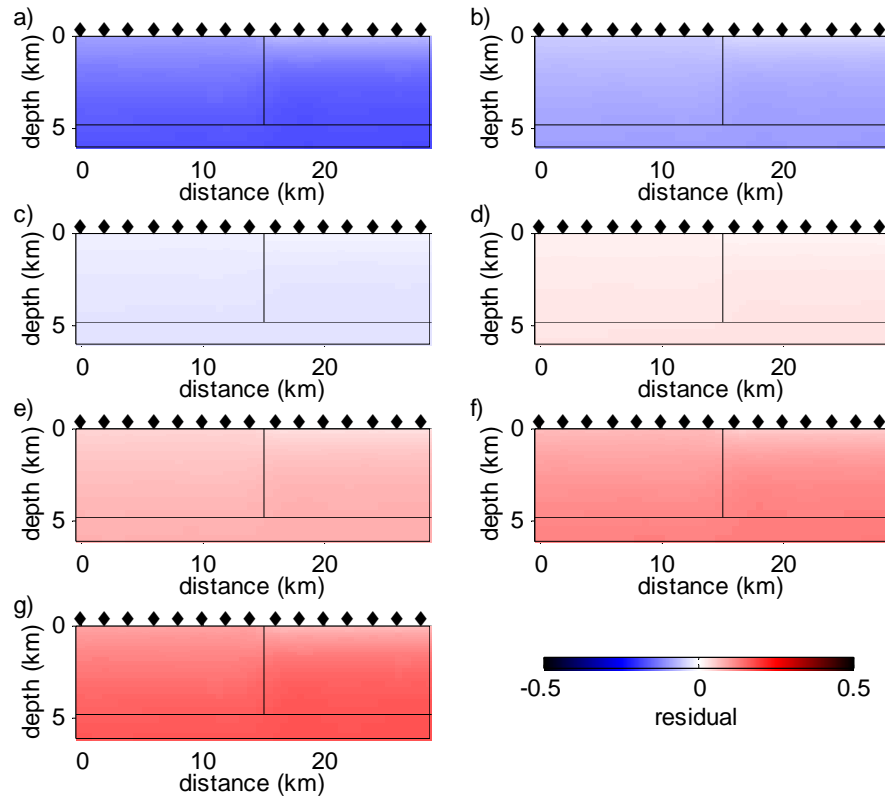 a)
0
5
depth (km)
0 10 20
distance (km)
b)
0
5
depth (km)
0 10 20
distance (km)
c)
0
5
depth (km)
0 10 20
distance (km)
d)
0
5
depth (km)
0 10 20
distance (km)
e)
0
5
depth (km)
0 10 20
distance (km)
f)
0
5
depth (km)
0 10 20
distance (km)
g)
0
5
depth (km)
0 10 20
distance (km)
-0.5 0 0.5
residual